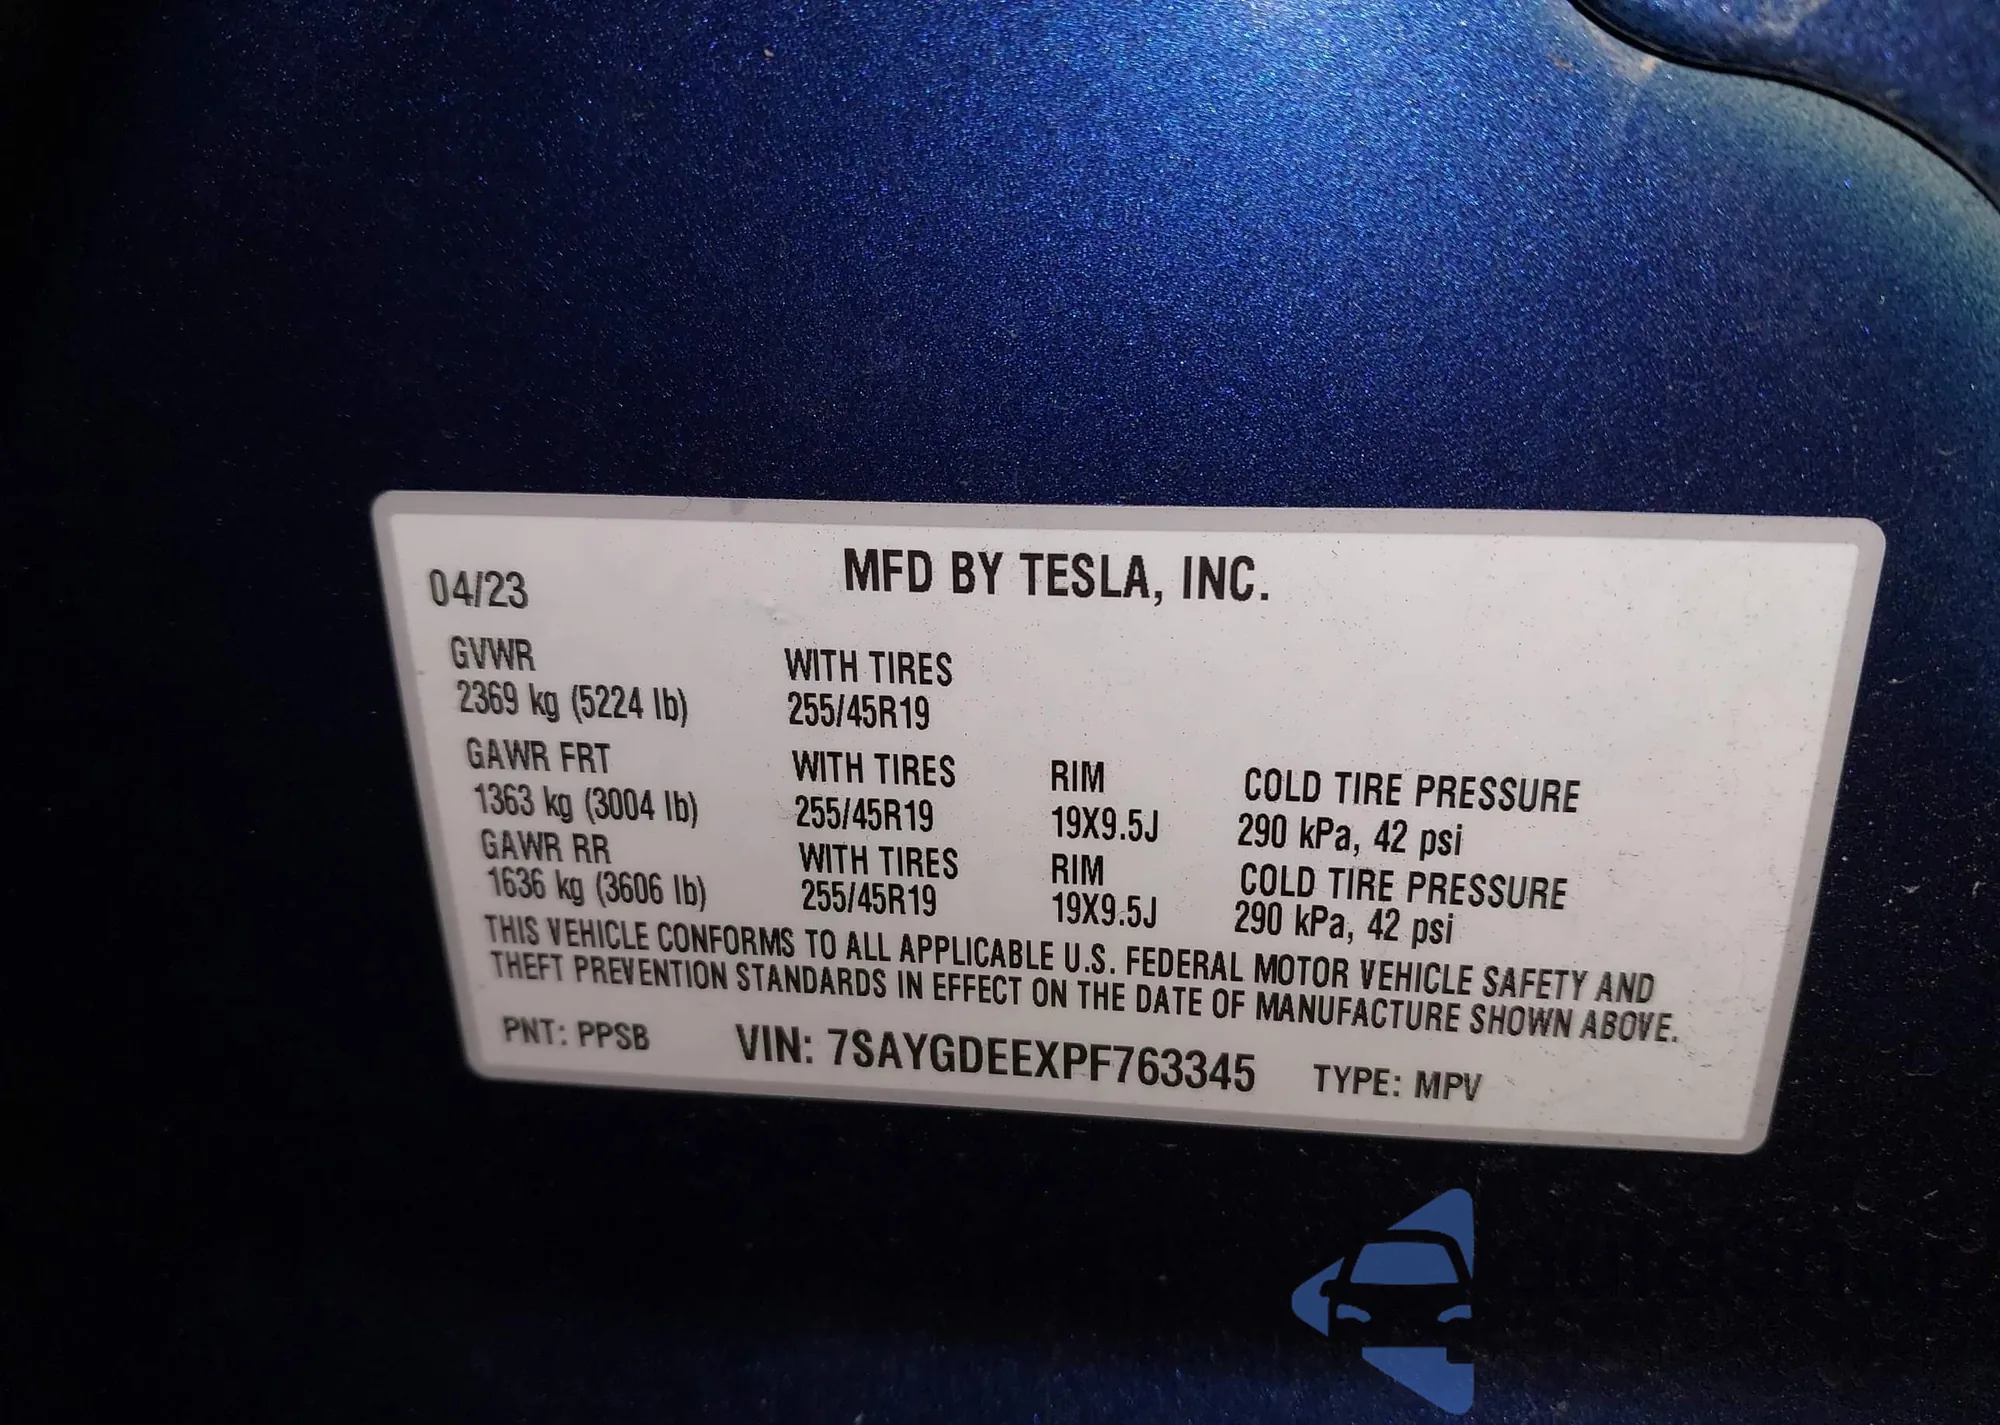 04/23
MFD BY TESLA, INC.
GVWR WITH TIRES
2369 kg (5224 lb) 255/45R19
GAWR FRT WITH TIRES RIM COLD TIRE PRESSURE
1363 kg (3004 lb) 255/45R19 19X9.5J 290 kPa, 42 psi
GAWR RR WITH TIRES RIM COLD TIRE PRESSURE
1636 kg (3606 lb) 255/45R19 19X9.5J 290 kPa, 42 psi
THIS VEHICLE CONFORMS TO ALL APPLICABLE U.S. FEDERAL MOTOR VEHICLE SAFETY AND
THEFT PREVENTION STANDARDS IN EFFECT ON THE DATE OF MANUFACTURE SHOWN ABOVE.
PNT: PPSB VIN: 7SAYGDEEXPF763345 TYPE: MPV